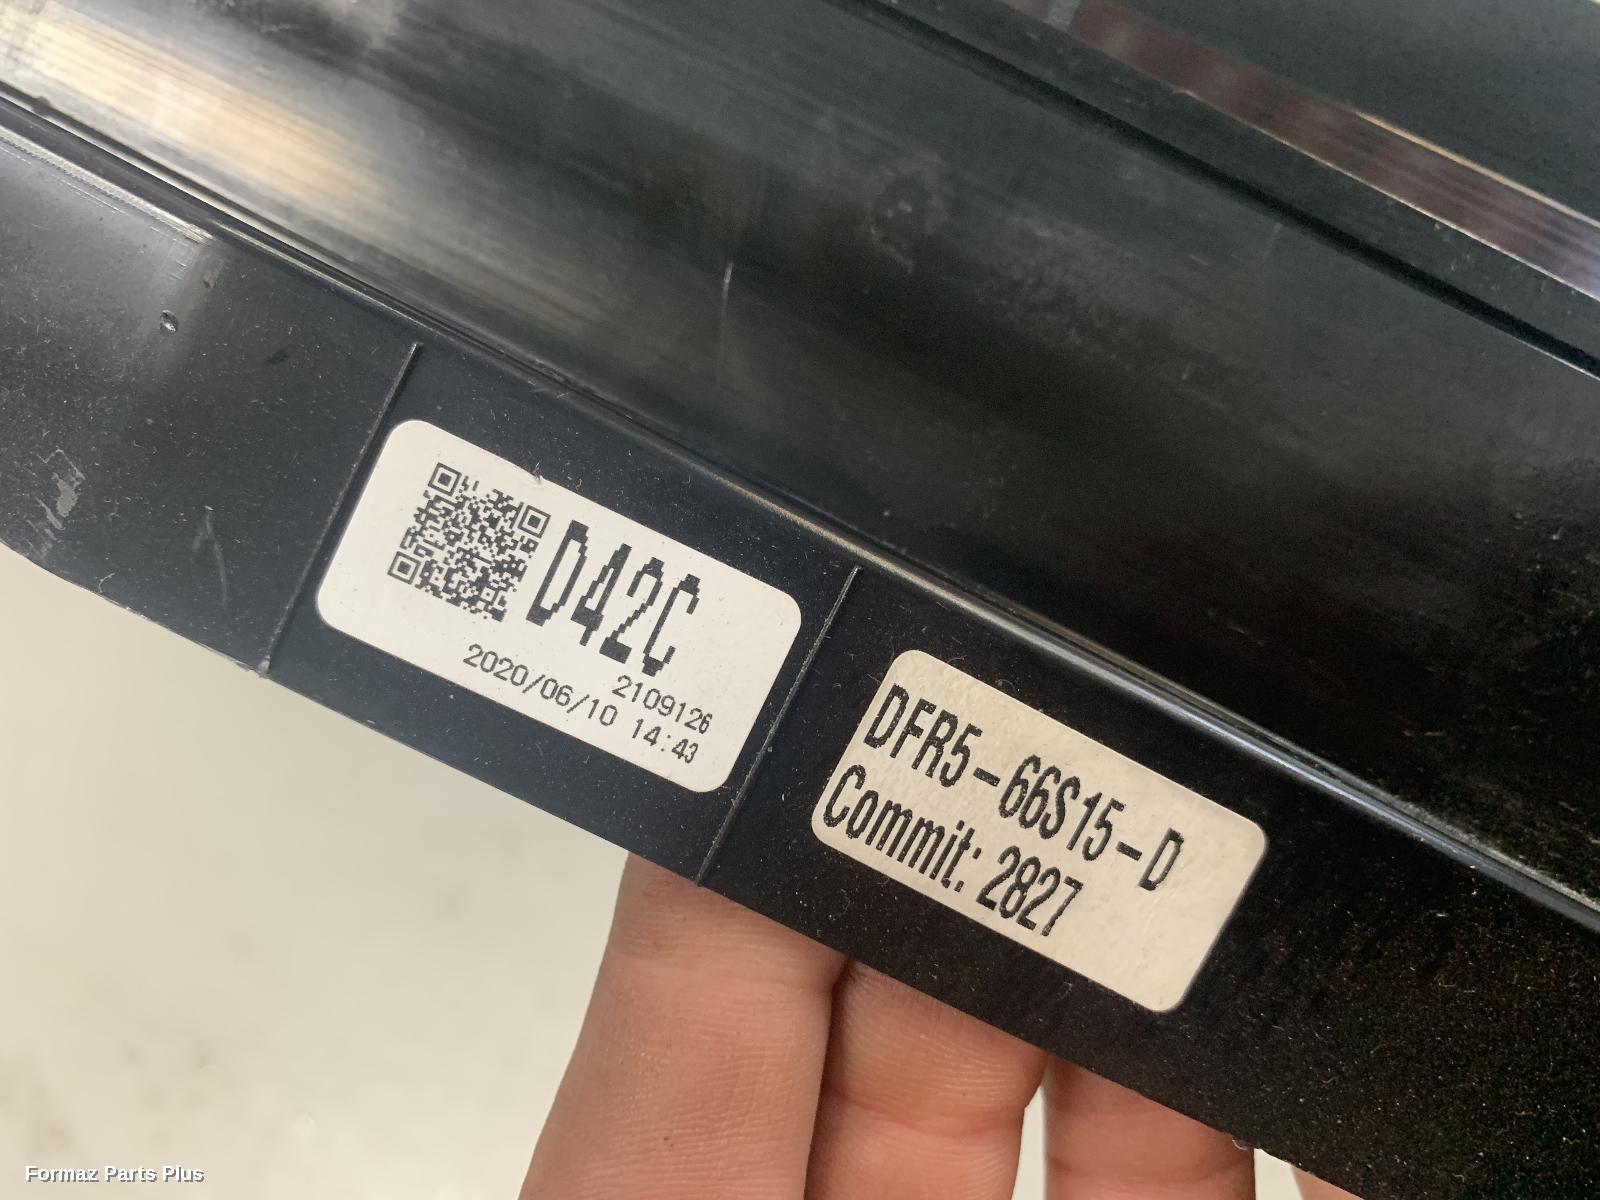 D42C
2109126
2020/06/10 14:43
DFR5-66S15-D
Commit: 2827
Formaz Parts Plus